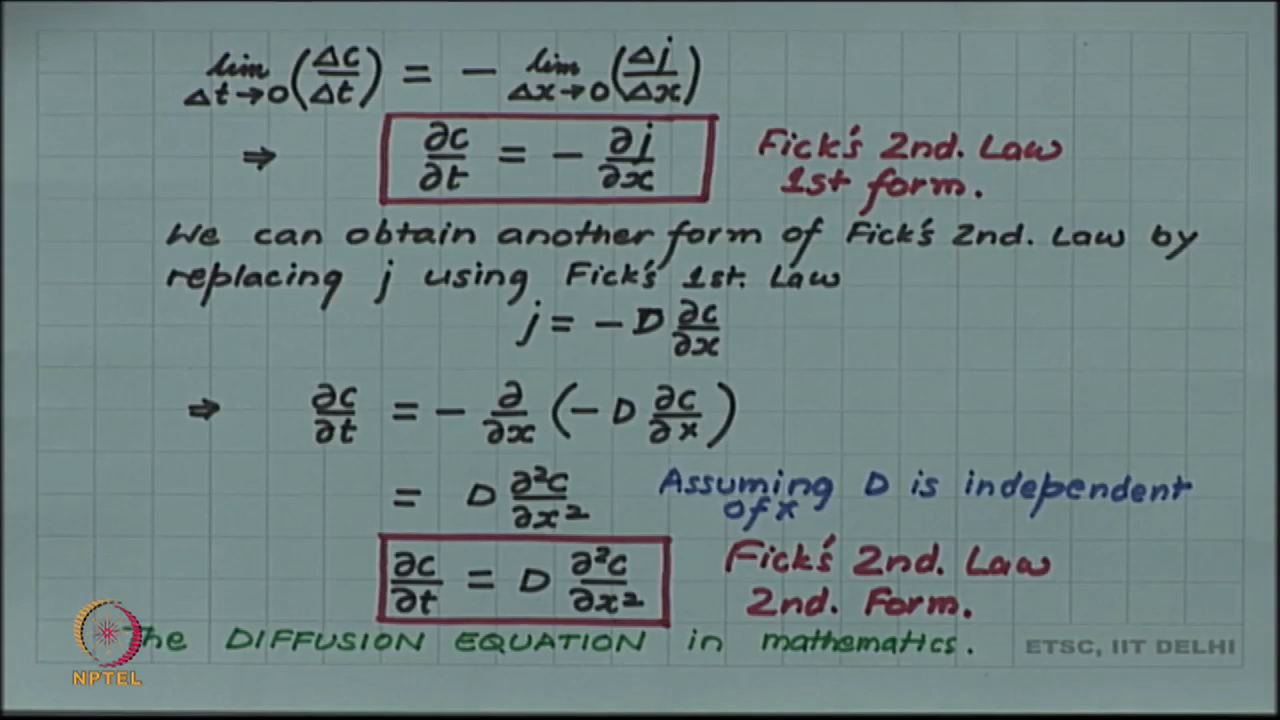 lim Δt→0 (Δc/Δt) = − lim Δx→0 (Δj/Δx)
⇒ ∂c/∂t = − ∂j/∂x Fick's 2nd. Law
1st form.
We can obtain another form of Fick's 2nd. Law by
replacing j using Fick's 1st. Law
j = − D ∂c/∂x
⇒ ∂c/∂t = − ∂/∂x (− D ∂c/∂x)
= D ∂²c/∂x² Assuming D is independent
of x
∂c/∂t = D ∂²c/∂x² Fick's 2nd. Law
2nd. Form.
The DIFFUSION EQUATION in mathematics.
ETSC, IIT DELHI
NPTEL